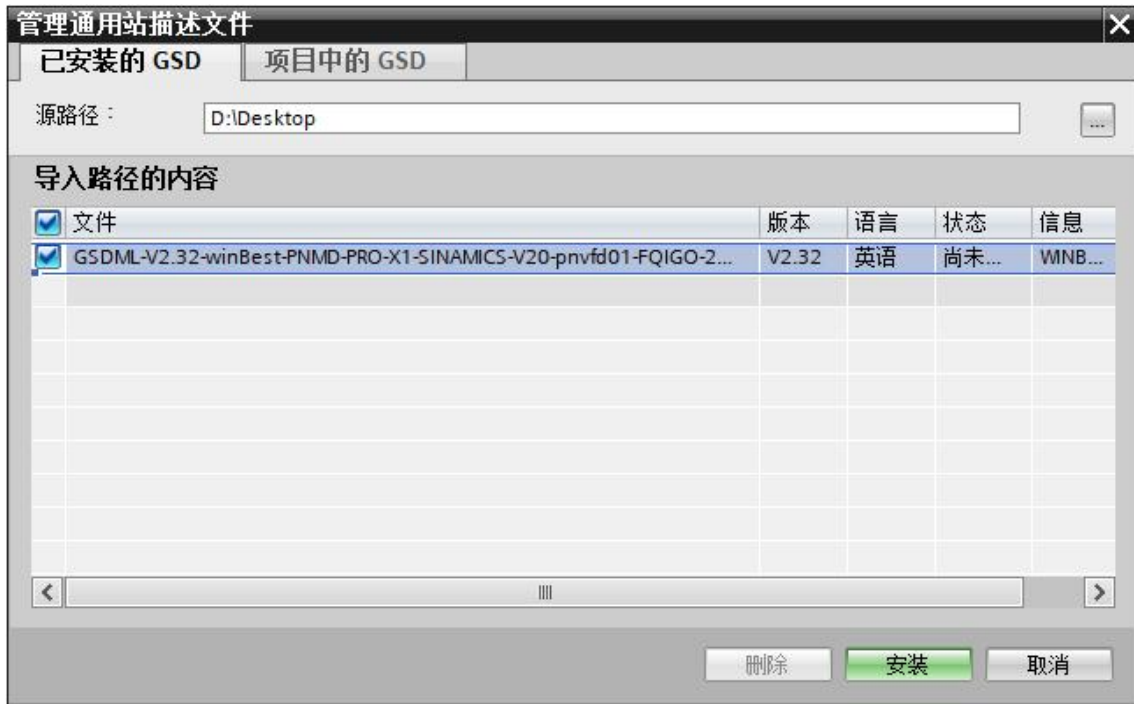 管理通用站描述文件
已安装的 GSD 项目中的 GSD
源路径： D:\Desktop ...
导入路径的内容
文件 版本 语言 状态 信息
GSDML-V2.32-winBest-PNMD-PRO-X1-SINAMICS-V20-pnvfd01-FQIGO-2... V2.32 英语 尚未... WINB...
删除 安装 取消